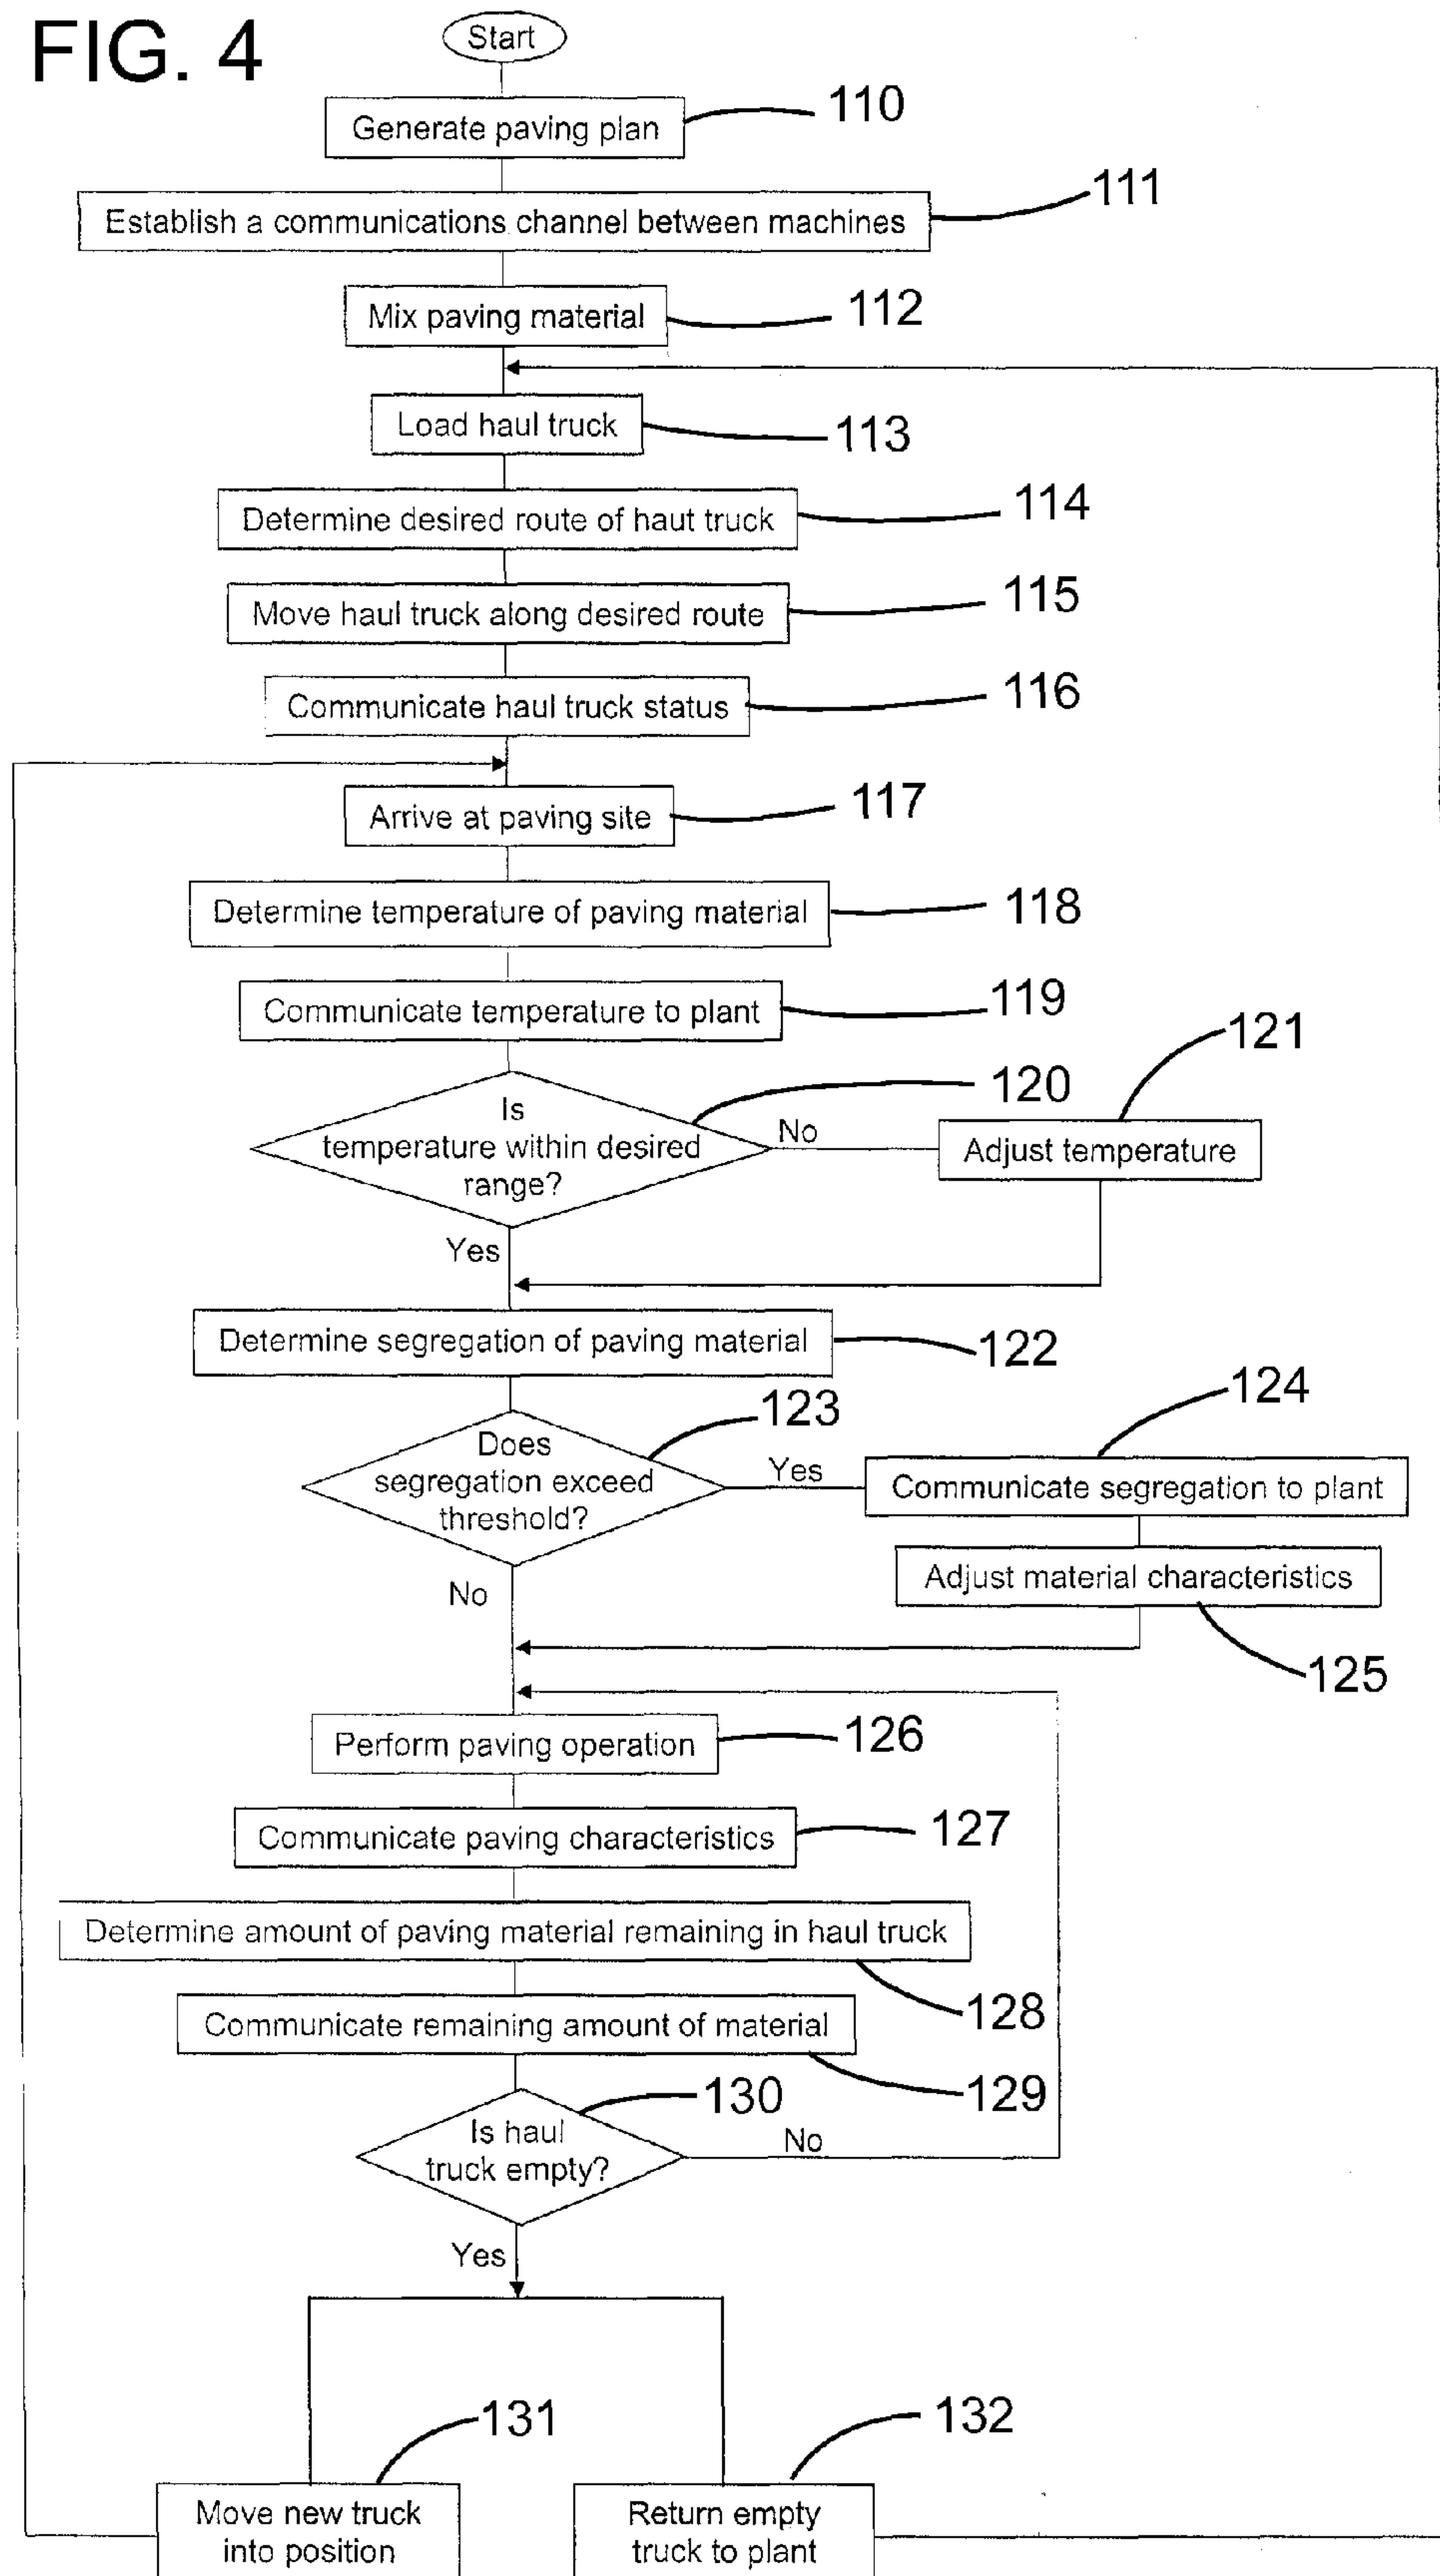 FIG. 4
Start
Generate paving plan
110
Establish a communications channel between machines
111
Mix paving material
112
Load haul truck
113
Determine desired route of haut truck
114
Move haul truck along desired route
115
Communicate haul truck status
116
Arrive at paving site
117
Determine temperature of paving material
118
Communicate temperature to plant
119
Is
temperature within desired
range?
120
No
Adjust temperature
121
Yes
Determine segregation of paving material
122
Does
segregation exceed
threshold?
123
Yes
Communicate segregation to plant
124
Adjust material characteristics
125
No
Perform paving operation
126
Communicate paving characteristics
127
Determine amount of paving material remaining in haul truck
128
Communicate remaining amount of material
129
Is haul
truck empty?
130
No
Yes
131
Move new truck
into position
132
Return empty
truck to plant